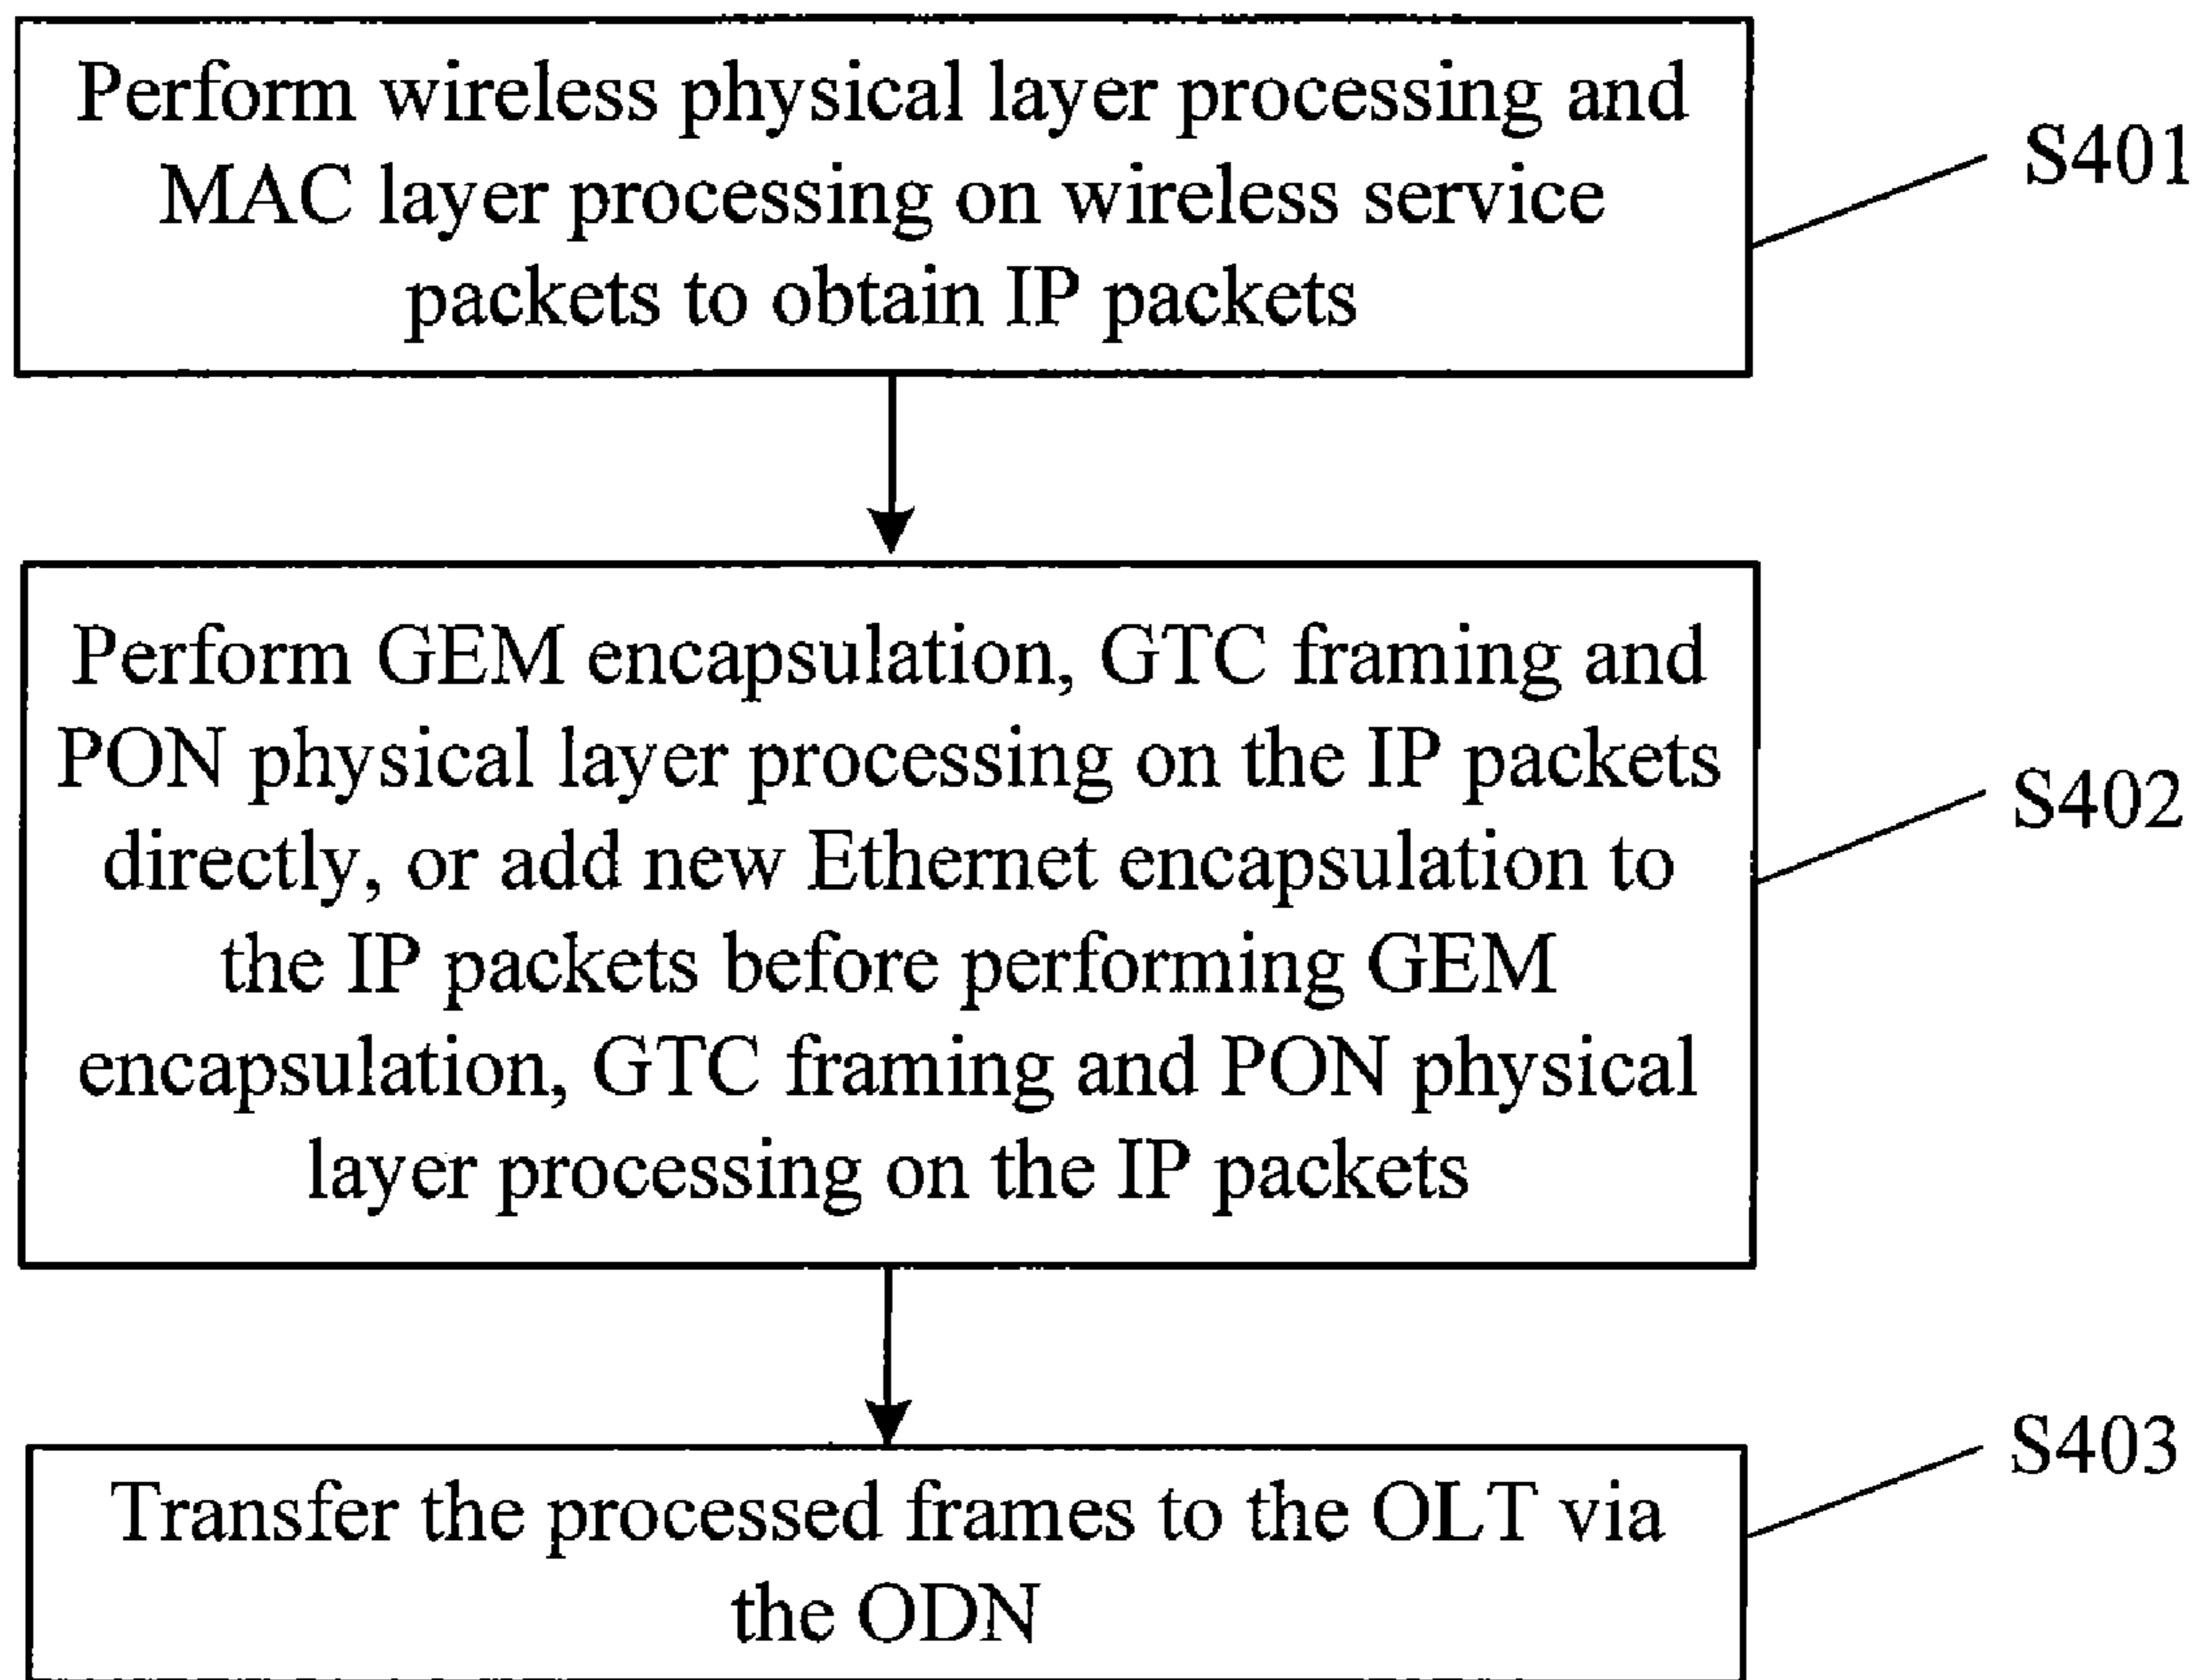 Perform wireless physical layer processing and
MAC layer processing on wireless service
packets to obtain IP packets
S401
Perform GEM encapsulation, GTC framing and
PON physical layer processing on the IP packets
directly, or add new Ethernet encapsulation to
the IP packets before performing GEM
encapsulation, GTC framing and PON physical
layer processing on the IP packets
S402
Transfer the processed frames to the OLT via
the ODN
S403